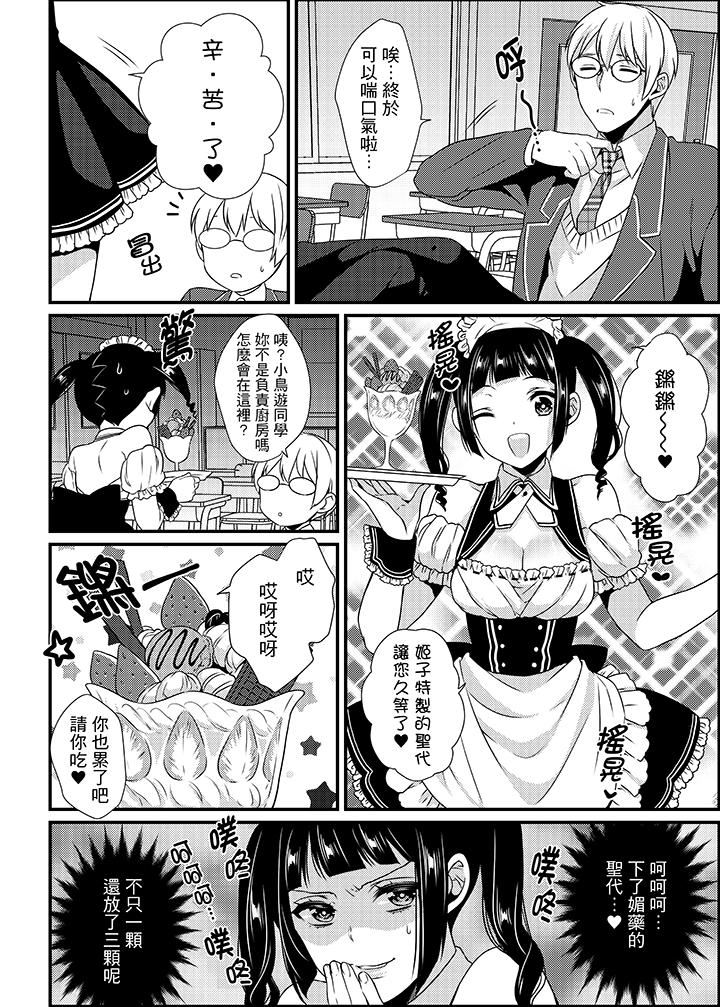 呼
唉…終於
可以喘口氣啦…
辛・苦・了♥
冒出
鏘鏘
～～♥
搖晃♥
搖晃♥
姬子特製的聖代
讓您久等了♥
搖晃
搖晃
驚
咦？小鳥遊同學
妳不是負責廚房嗎
怎麼會在這裡？
鏘ー
哎
哎呀哎呀
你也累了吧
請你吃♥
呵呵呵…
下了媚藥的
聖代…♥
噗咚
噗咚
噗咚
噗咚
不只一顆
還放了三顆呢